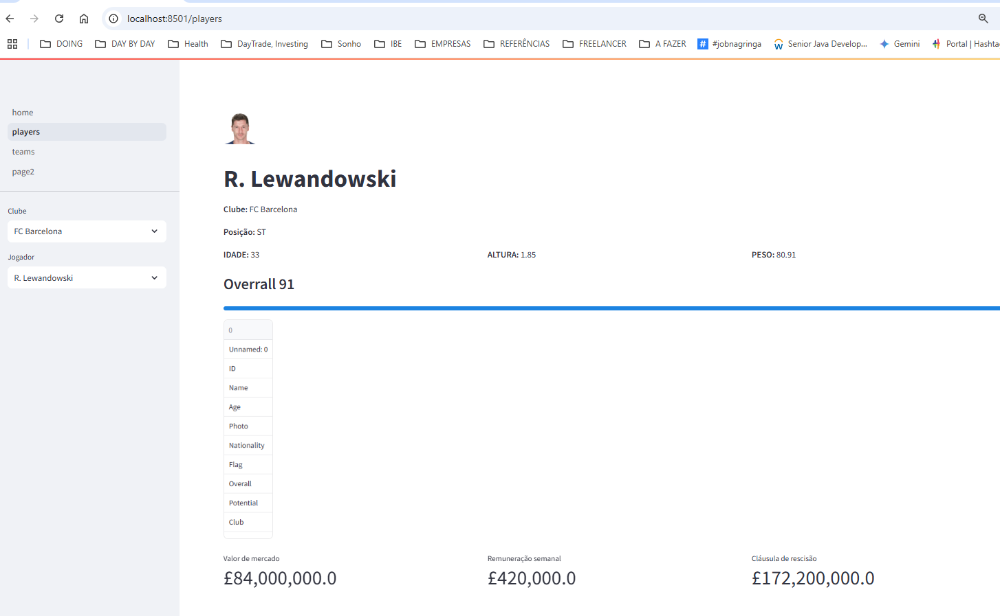 localhost:8501/players
DOING DAY BY DAY Health DayTrade, Investing Sonho IBE EMPRESAS REFERÊNCIAS FREELANCER A FAZER # #jobnagringa Senior Java Develop... Gemini Portal | Hashta
home
players
teams
page2
Clube
FC Barcelona
Jogador
R. Lewandowski
R. Lewandowski
Clube: FC Barcelona
Posição: ST
IDADE: 33 ALTURA: 1.85 PESO: 80.91
Overrall 91
0
Unnamed: 0
ID
Name
Age
Photo
Nationality
Flag
Overall
Potential
Club
Valor de mercado Remuneração semanal Cláusula de rescisão
£84,000,000.0 £420,000.0 £172,200,000.0